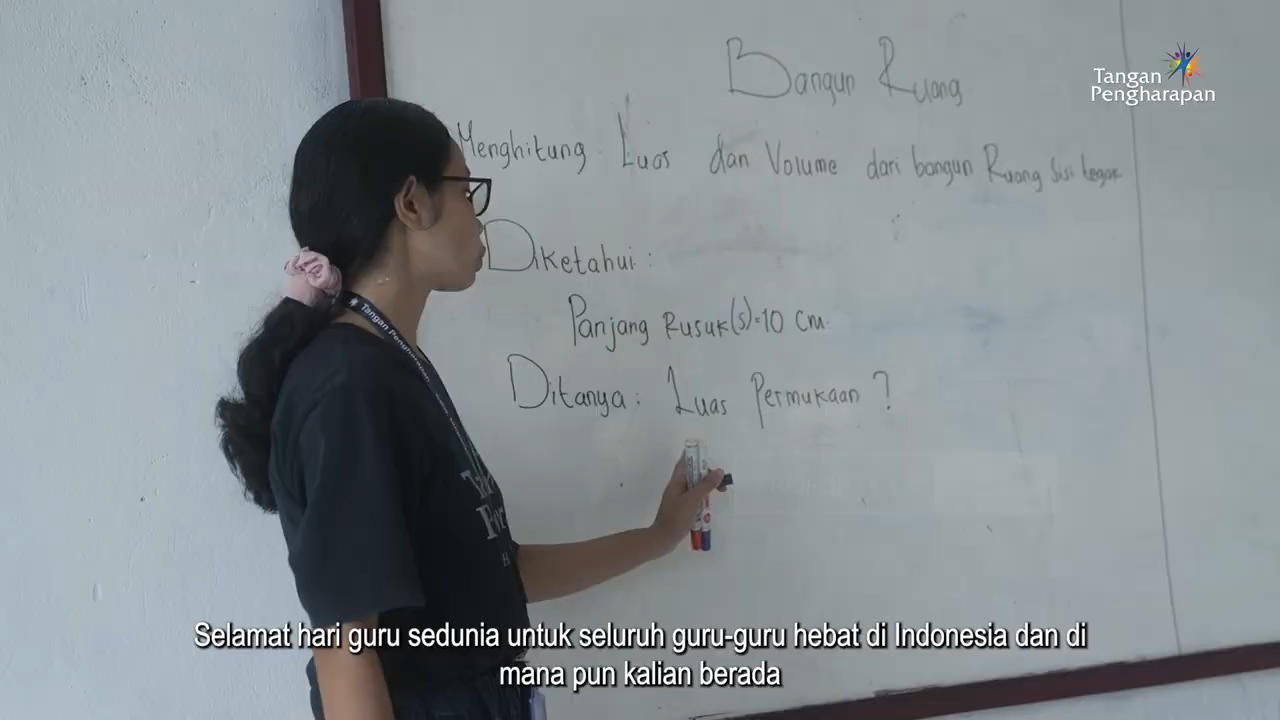 Tangan
Pengharapan
Bangun Ruang
Menghitung Luas dan Volume dari bangun Ruang sisi tegak
Diketahui :
Panjang Rusuk (s) = 10 cm
Ditanya : Luas Permukaan ?
Tangan Pengharapan
Selamat hari guru sedunia untuk seluruh guru-guru hebat di Indonesia dan di
mana pun kalian berada